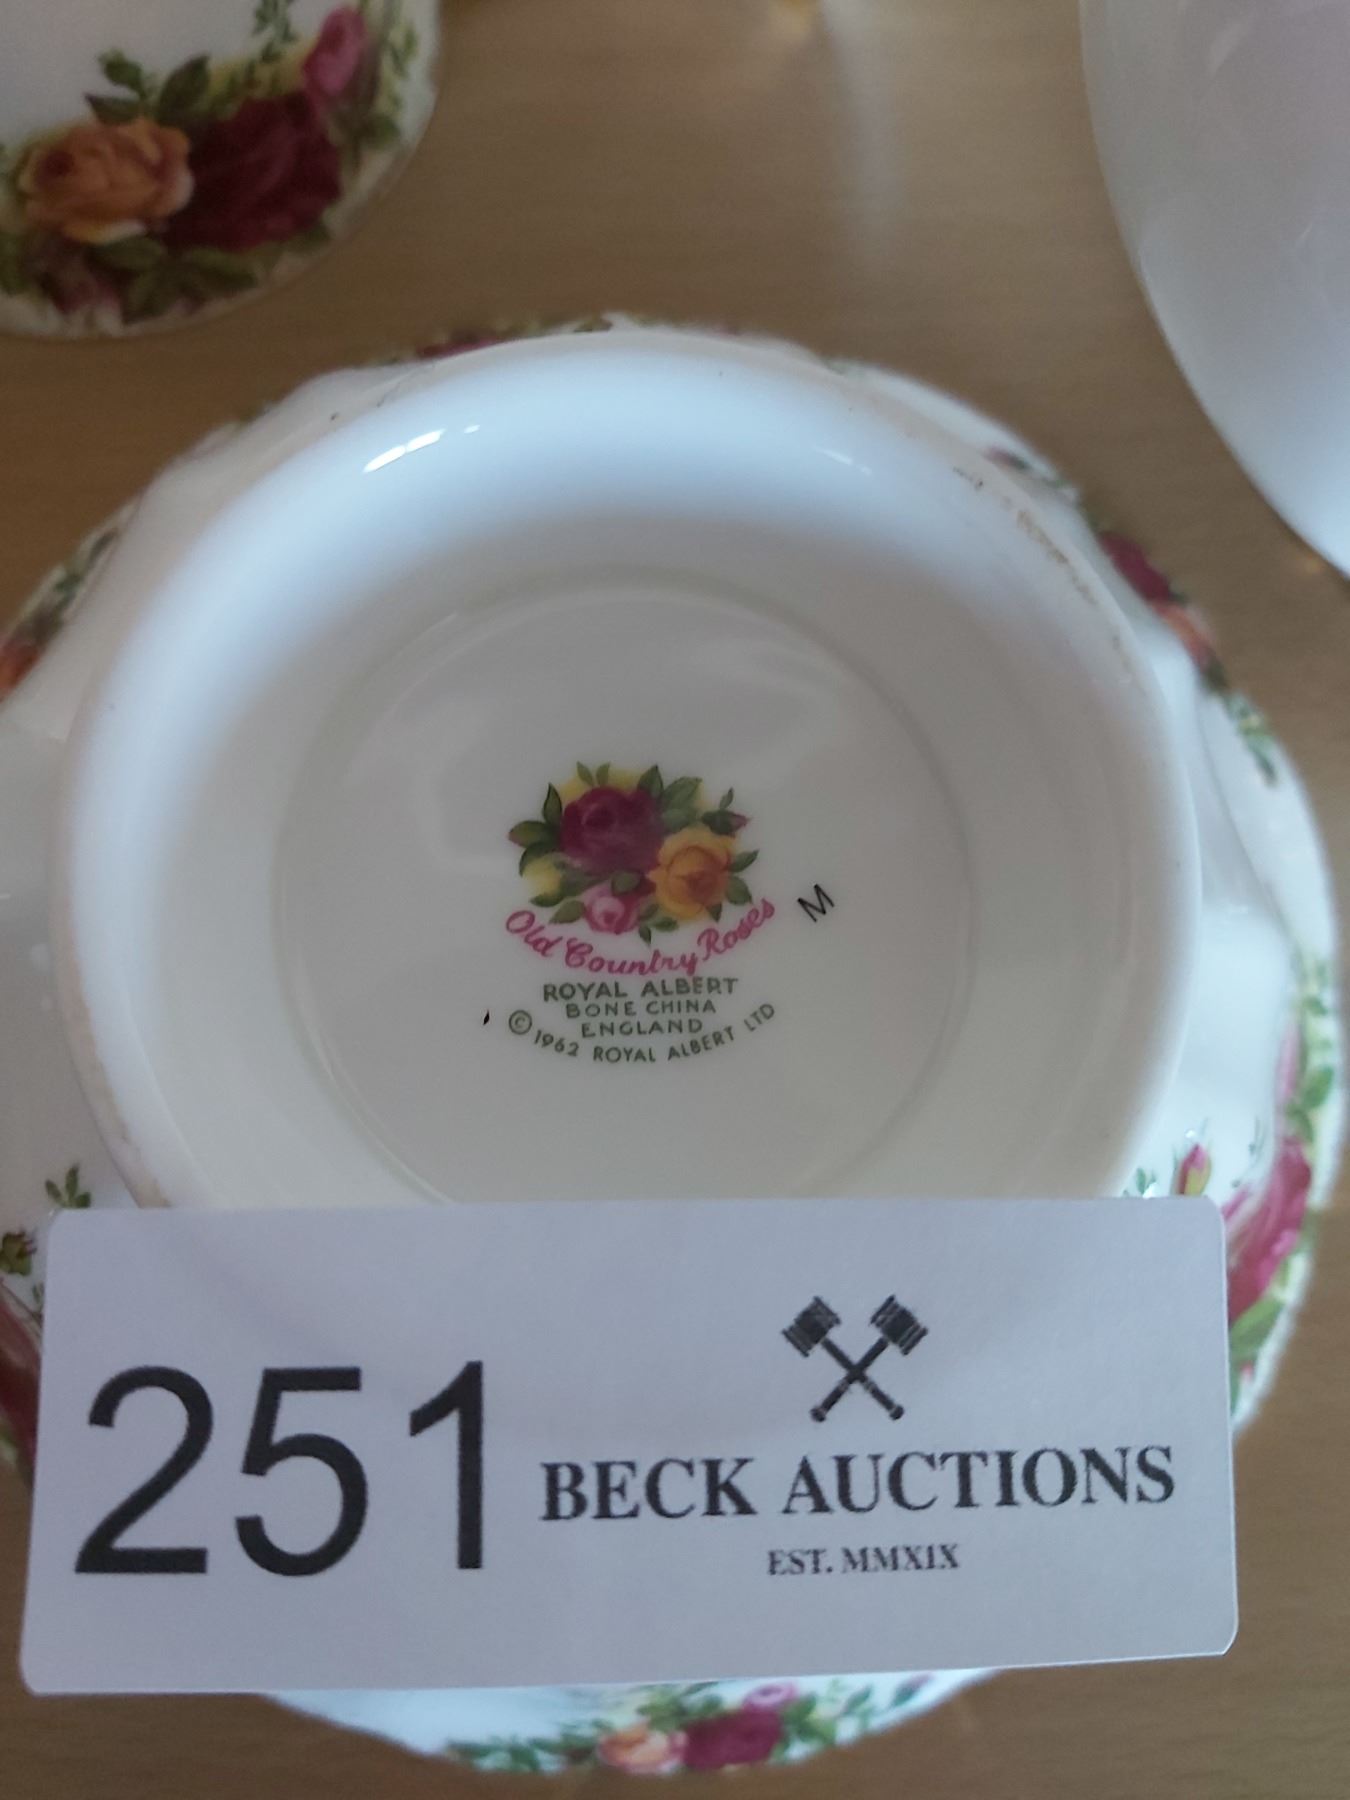 Old Country Roses
M
ROYAL ALBERT
BONE CHINA
ENGLAND
© 1962 ROYAL ALBERT LTD
251
BECK AUCTIONS
EST. MMXIX